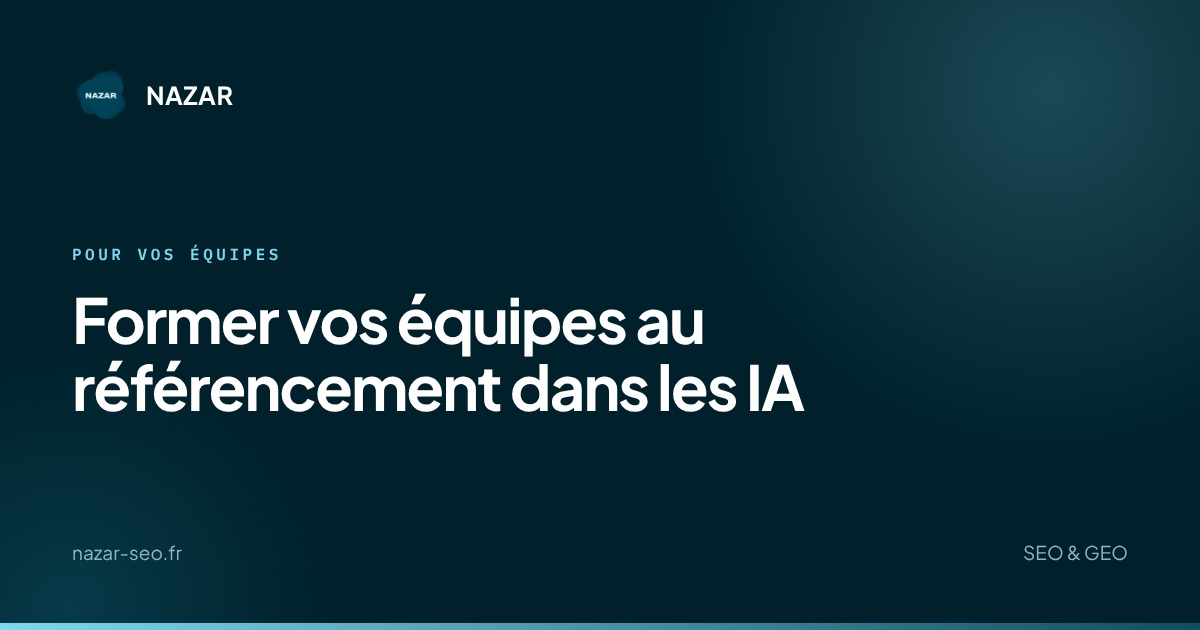 NAZAR
NAZAR
POUR VOS ÉQUIPES
Former vos équipes au
référencement dans les IA
nazar-seo.fr
SEO & GEO